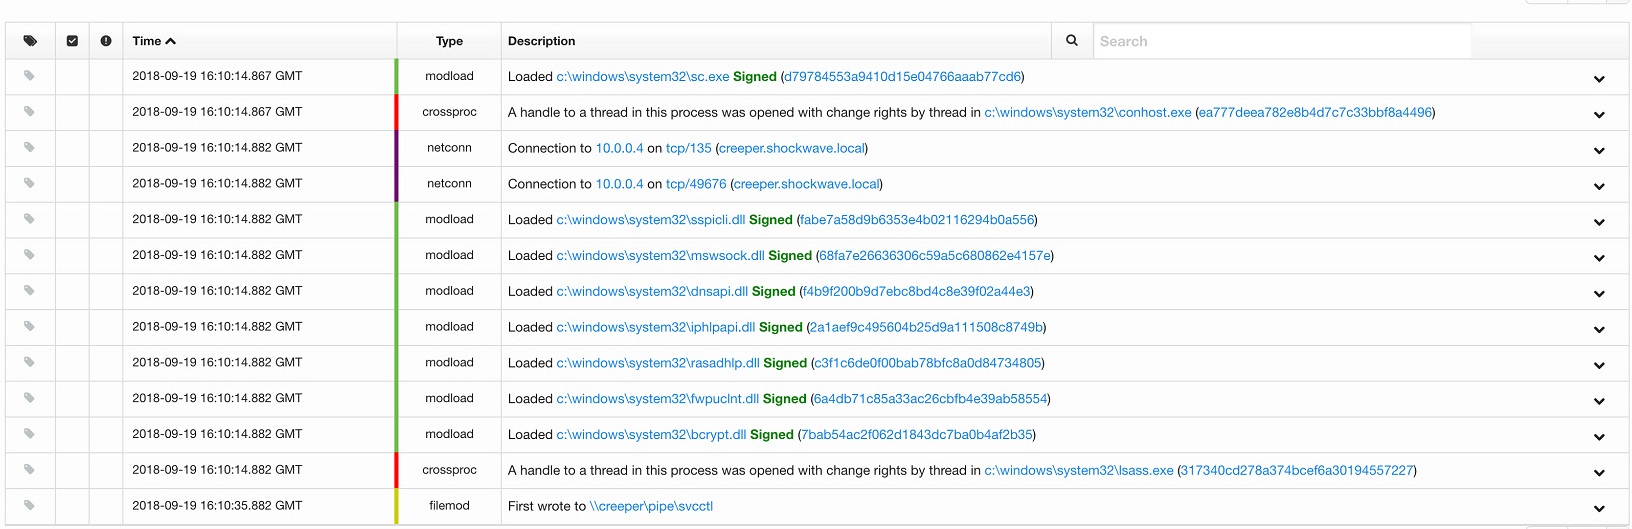 Time Type Description Search
2018-09-19 16:10:14.867 GMT modload Loaded c:\windows\system32\sc.exe Signed (d79784553a9410d15e04766aaab77cd6)
2018-09-19 16:10:14.867 GMT crossproc A handle to a thread in this process was opened with change rights by thread in c:\windows\system32\conhost.exe (ea777deea782e8b4d7c7c33bbf8a4496)
2018-09-19 16:10:14.882 GMT netconn Connection to 10.0.0.4 on tcp/135 (creeper.shockwave.local)
2018-09-19 16:10:14.882 GMT netconn Connection to 10.0.0.4 on tcp/49676 (creeper.shockwave.local)
2018-09-19 16:10:14.882 GMT modload Loaded c:\windows\system32\sspicli.dll Signed (fabe7a58d9b6353e4b02116294b0a556)
2018-09-19 16:10:14.882 GMT modload Loaded c:\windows\system32\mswsock.dll Signed (68fa7e26636306c59a5c680862e4157e)
2018-09-19 16:10:14.882 GMT modload Loaded c:\windows\system32\dnsapi.dll Signed (f4b9f200b9d7ebc8bd4c8e39f02a44e3)
2018-09-19 16:10:14.882 GMT modload Loaded c:\windows\system32\iphlpapi.dll Signed (2a1aef9c495604b25d9a111508c8749b)
2018-09-19 16:10:14.882 GMT modload Loaded c:\windows\system32\rasadhlp.dll Signed (c3f1c6de0f00bab78bfc8a0d84734805)
2018-09-19 16:10:14.882 GMT modload Loaded c:\windows\system32\fwpuclnt.dll Signed (6a4db71c85a33ac26cbfb4e39ab58554)
2018-09-19 16:10:14.882 GMT modload Loaded c:\windows\system32\bcrypt.dll Signed (7bab54ac2f062d1843dc7ba0b4af2b35)
2018-09-19 16:10:14.882 GMT crossproc A handle to a thread in this process was opened with change rights by thread in c:\windows\system32\lsass.exe (317340cd278a374bcef6a30194557227)
2018-09-19 16:10:35.882 GMT filemod First wrote to \\creeper\pipe\svcctl